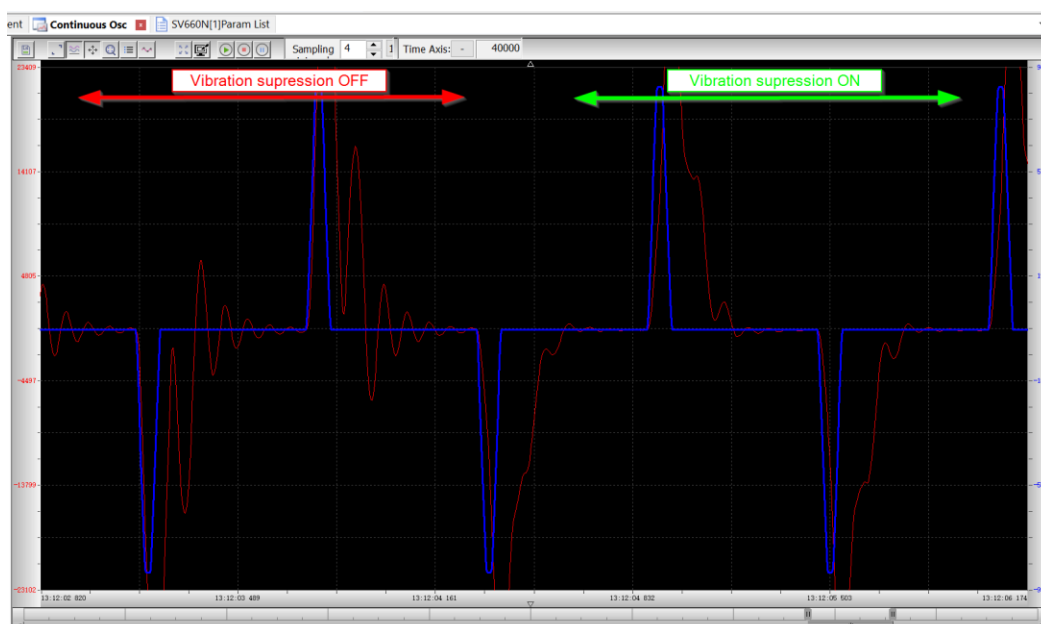 ent Continuous Osc SV660N[1]Param List
Sampling 4 1 Time Axis: - 40000
23409
Vibration supression OFF
Vibration supression ON
14107
4805
-4497
-13799
-23102
13:12:02 820 13:12:03 489 13:12:04 161 13:12:04 832 13:12:05 503 13:12:06 174